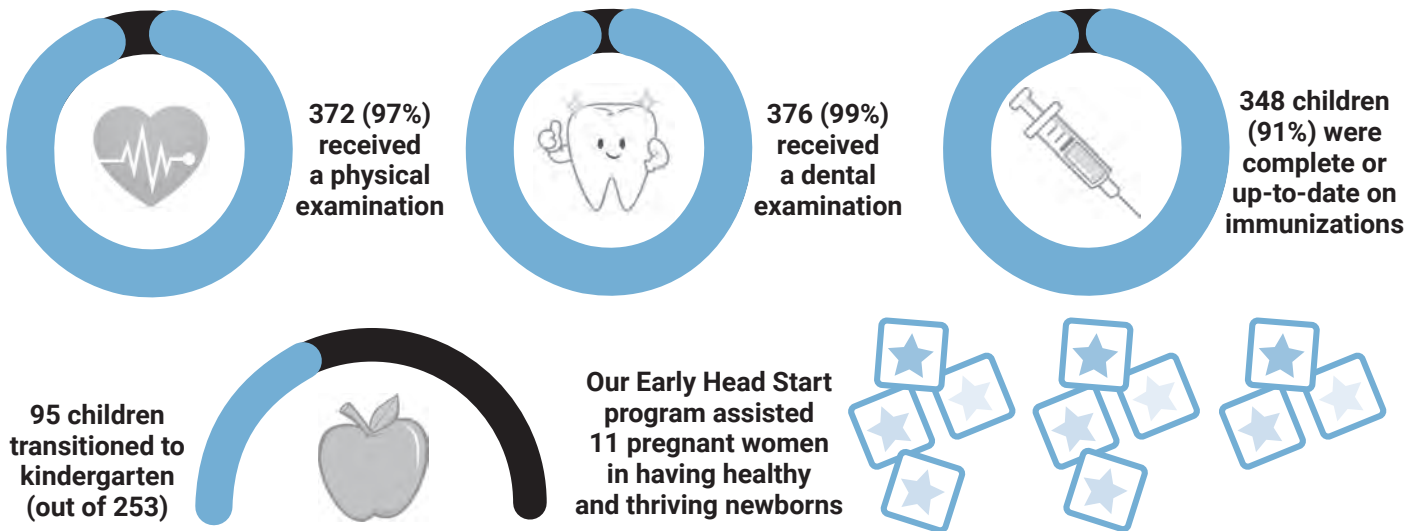 372 (97%)
received
a physical
examination
376 (99%)
received
a dental
examination
348 children
(91%) were
complete or
up-to-date on
immunizations
95 children
transitioned to
kindergarten
(out of 253)
Our Early Head Start
program assisted
11 pregnant women
in having healthy
and thriving newborns